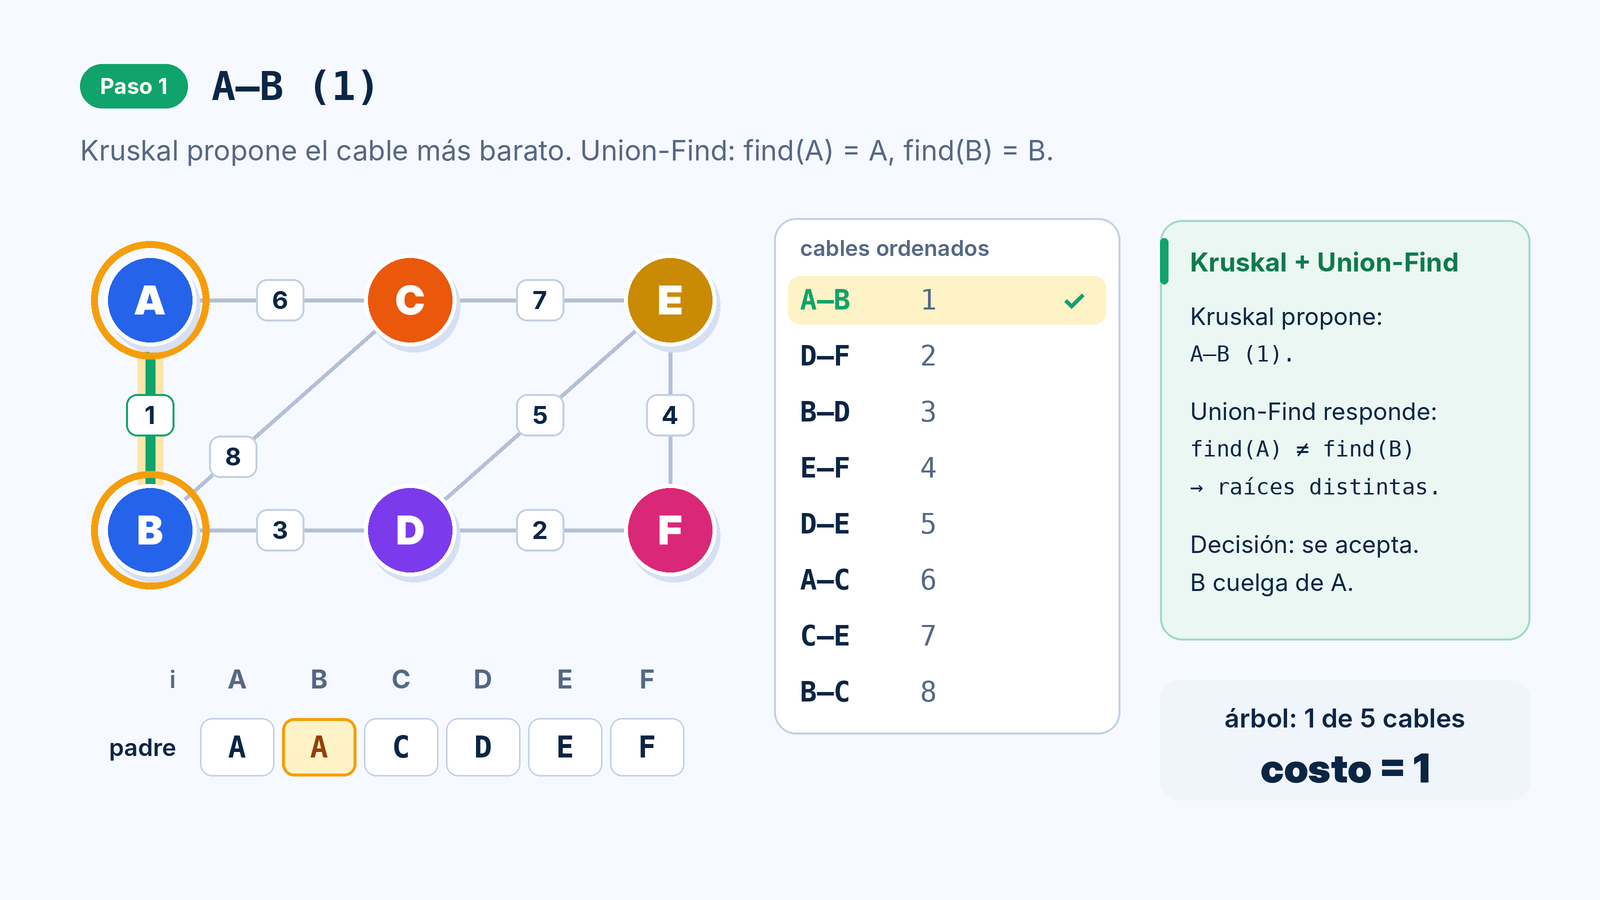 Paso 1
A—B (1)
Kruskal propone el cable más barato. Union-Find: find(A) = A, find(B) = B.
A
6
C
7
E
1
8
5
4
B
3
D
2
F
i A B C D E F
padre A A C D E F
cables ordenados
A—B 1 ✓
D—F 2
B—D 3
E—F 4
D—E 5
A—C 6
C—E 7
B—C 8
Kruskal + Union-Find
Kruskal propone:
A—B (1).
Union-Find responde:
find(A) ≠ find(B)
→ raíces distintas.
Decisión: se acepta.
B cuelga de A.
árbol: 1 de 5 cables
costo = 1